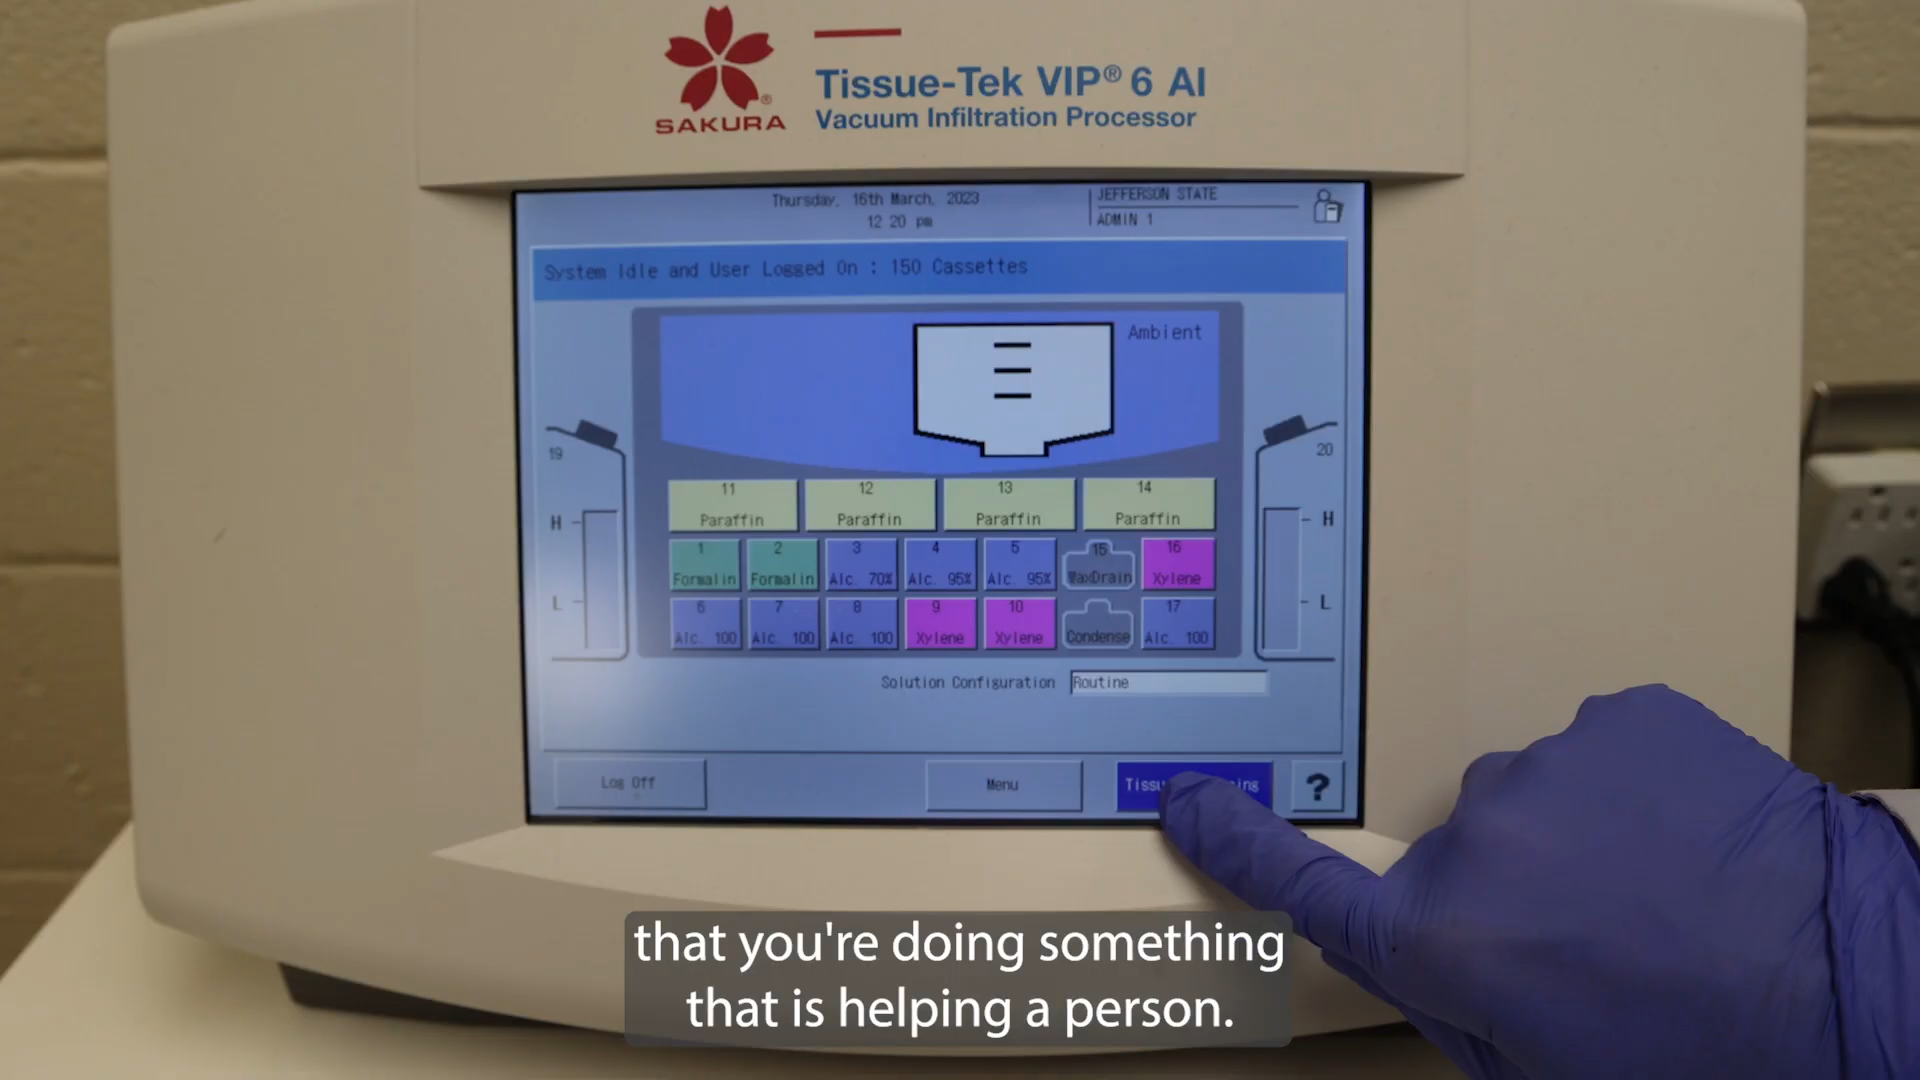 SAKURA
Tissue-Tek VIP® 6 AI
Vacuum Infiltration Processor
Thursday, 16th March, 2023
12 20 pm
JEFFERSON STATE
ADMIN 1
System Idle and User Logged On : 150 Cassettes
Ambient
19
20
H
H
L
L
11
Paraffin
12
Paraffin
13
Paraffin
14
Paraffin
1
Formalin
2
Formalin
3
Alc. 70%
4
Alc. 95%
5
Alc. 95%
15
WaxDrain
16
Xylene
6
Alc. 100
7
Alc. 100
8
Alc. 100
9
Xylene
10
Xylene
Condense
17
Alc. 100
Solution Configuration
Routine
Log Off
Menu
?
that you're doing something
that is helping a person.